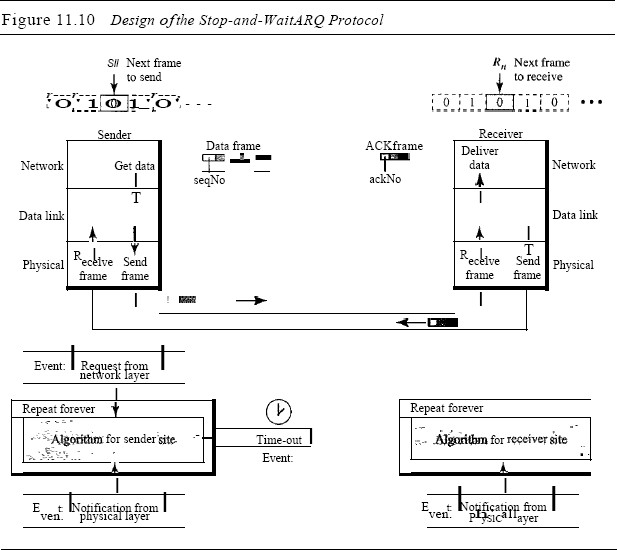 Figure 11.10 Design of the Stop-and-Wait ARQ Protocol
Next frame to send
Rn Next frame to receive
0 1 0 1 0
0 1 0 1 0 •••
Sender
Receiver
Data frame
ACK frame
seqNo
ackNo
Network
Get data
Deliver data
Network
Data link
Data link
Physical
Receive frame
Send frame
Receive frame
Send frame
Physical
Event:
Request from network layer
Repeat forever
Algorithm for sender site
Time-out
Event:
Repeat forever
Algorithm for receiver site
Event:
Notification from physical layer
Event:
Notification from physical layer